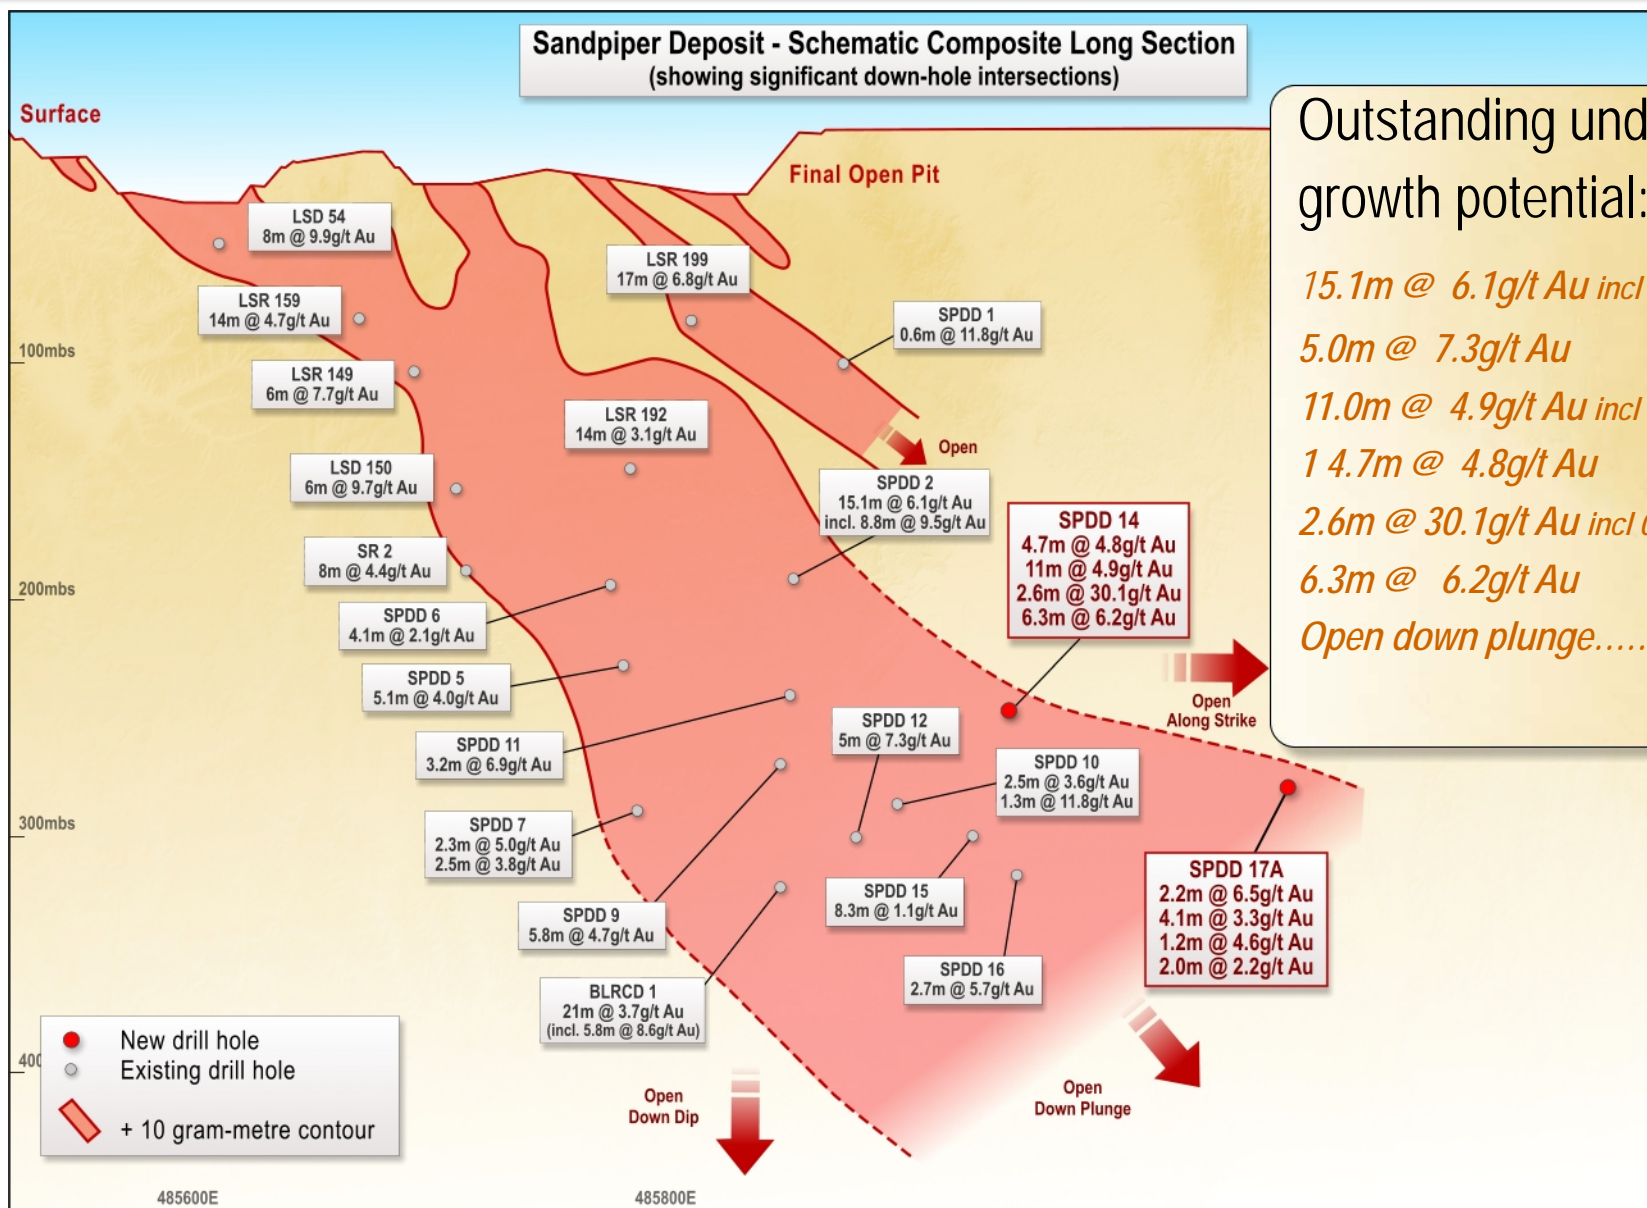 Sandpiper Deposit - Schematic Composite Long Section
(showing significant down-hole intersections)
Surface
Final Open Pit
LSD 54
8m @ 9.9g/t Au
LSR 159
14m @ 4.7g/t Au
LSR 149
6m @ 7.7g/t Au
LSR 199
17m @ 6.8g/t Au
SPDD 1
0.6m @ 11.8g/t Au
100mbs
LSR 192
14m @ 3.1g/t Au
Open
LSD 150
6m @ 9.7g/t Au
SPDD 2
15.1m @ 6.1g/t Au
incl. 8.8m @ 9.5g/t Au
SR 2
8m @ 4.4g/t Au
200mbs
SPDD 6
4.1m @ 2.1g/t Au
SPDD 14
4.7m @ 4.8g/t Au
11m @ 4.9g/t Au
2.6m @ 30.1g/t Au
6.3m @ 6.2g/t Au
SPDD 5
5.1m @ 4.0g/t Au
Open
Along Strike
SPDD 11
3.2m @ 6.9g/t Au
SPDD 12
5m @ 7.3g/t Au
SPDD 10
2.5m @ 3.6g/t Au
1.3m @ 11.8g/t Au
300mbs
SPDD 7
2.3m @ 5.0g/t Au
2.5m @ 3.8g/t Au
SPDD 9
5.8m @ 4.7g/t Au
SPDD 15
8.3m @ 1.1g/t Au
SPDD 17A
2.2m @ 6.5g/t Au
4.1m @ 3.3g/t Au
1.2m @ 4.6g/t Au
2.0m @ 2.2g/t Au
SPDD 16
2.7m @ 5.7g/t Au
BLRCD 1
21m @ 3.7g/t Au
(incl. 5.8m @ 8.6g/t Au)
400
Open
Down Dip
Open
Down Plunge
New drill hole
Existing drill hole
+ 10 gram-metre contour
485600E
485800E
Outstanding und
growth potential:
15.1m @ 6.1g/t Au incl
5.0m @ 7.3g/t Au
11.0m @ 4.9g/t Au incl
1 4.7m @ 4.8g/t Au
2.6m @ 30.1g/t Au incl
6.3m @ 6.2g/t Au
Open down plunge.....